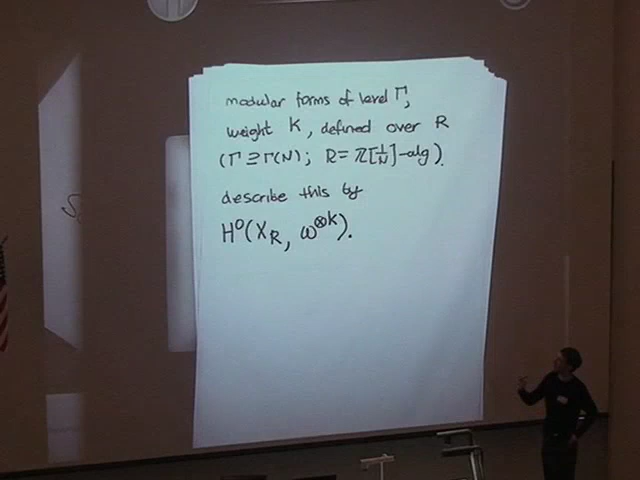 modular forms of level Γ,
weight K, defined over R
(Γ ⊇ Γ(N); R = ℤ[1/N]-alg).
describe this by
H⁰(X_R, ω^{⊗k}).